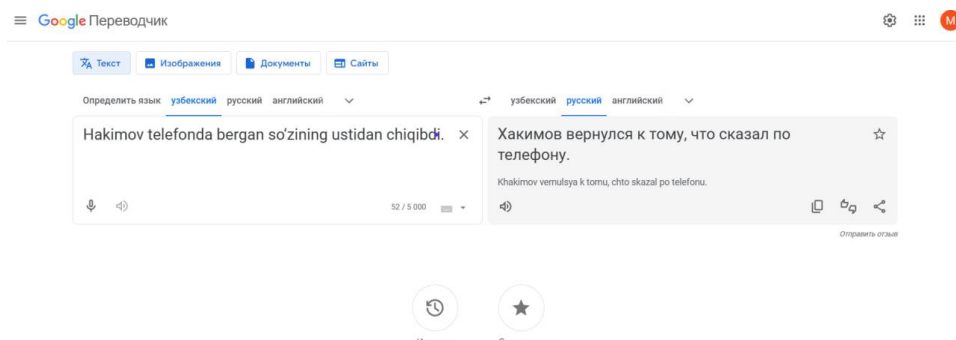 Google Переводчик
M
Текст Изображения Документы Сайты
Определить язык узбекский русский английский
узбекский русский английский
Hakimov telefonda bergan so‘zining ustidan chiqibdi.
52 / 5 000
Хакимов вернулся к тому, что сказал по
телефону.
Khakimov vernulsya k tomu, chto skazal po telefonu.
Отправить отзыв